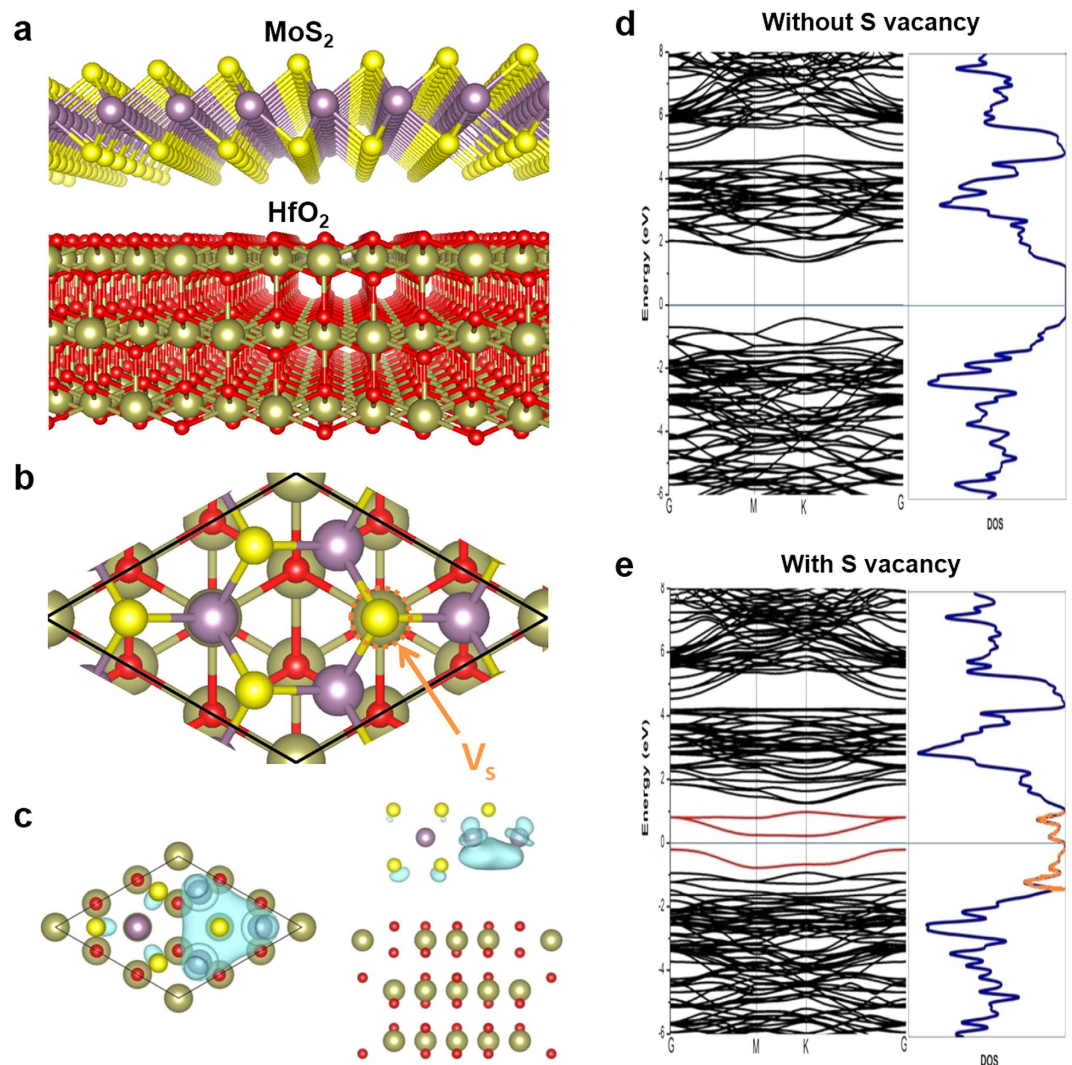 a
MoS₂
HfO₂
b
Vₛ
c
d
Without S vacancy
Energy (eV)
8
6
4
2
0
-2
-4
-6
G
M
K
G
DOS
e
With S vacancy
Energy (eV)
8
6
4
2
0
-2
-4
-6
G
M
K
G
DOS